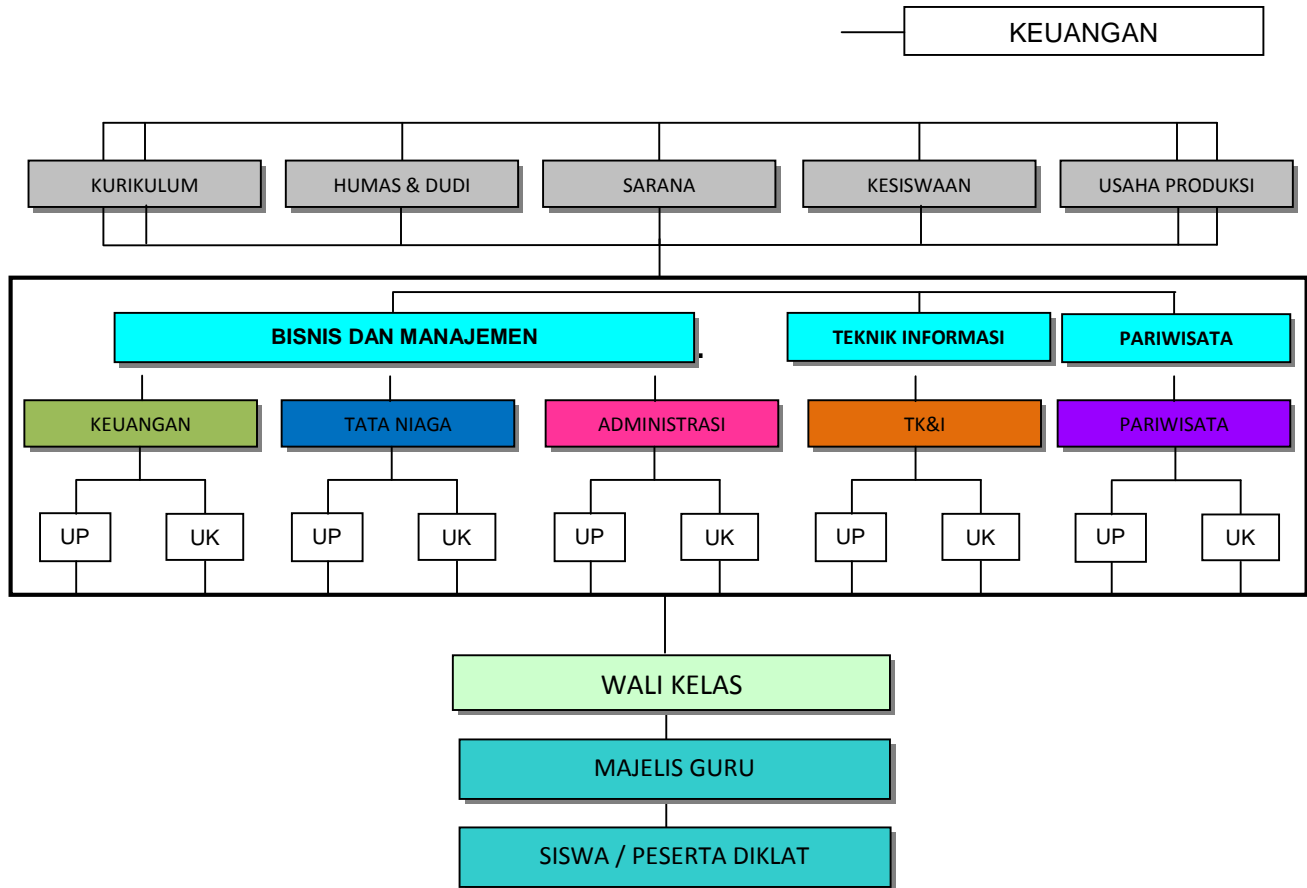 KEUANGAN
KURIKULUM
HUMAS & DUDI
SARANA
KESISWAAN
USAHA PRODUKSI
BISNIS DAN MANAJEMEN
.
TEKNIK INFORMASI
PARIWISATA
KEUANGAN
TATA NIAGA
ADMINISTRASI
TK&I
PARIWISATA
UP
UK
UP
UK
UP
UK
UP
UK
UP
UK
WALI KELAS
MAJELIS GURU
SISWA / PESERTA DIKLAT